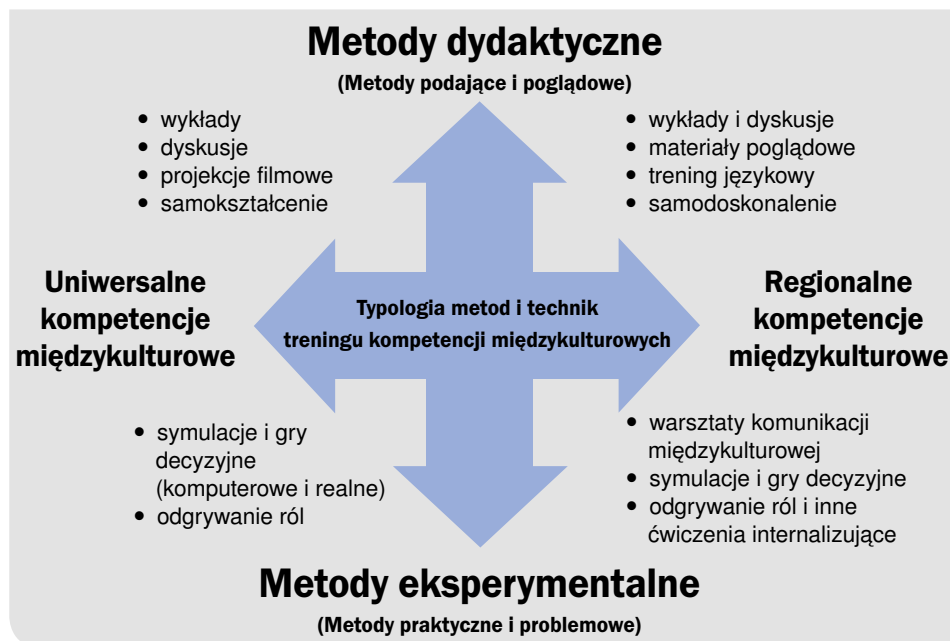 Metody dydaktyczne
(Metody podające i poglądowe)
• wykłady
• dyskusje
• projekcje filmowe
• samokształcenie
• wykłady i dyskusje
• materiały poglądowe
• trening językowy
• samodoskonalenie
Uniwersalne
kompetencje
międzykulturowe
Typologia metod i technik
treningu kompetencji międzykulturowych
Regionalne
kompetencje
międzykulturowe
• symulacje i gry
decyzyjne
(komputerowe i realne)
• odgrywanie ról
• warsztaty komunikacji
międzykulturowej
• symulacje i gry decyzyjne
• odgrywanie ról i inne
ćwiczenia internalizujące
Metody eksperymentalne
(Metody praktyczne i problemowe)